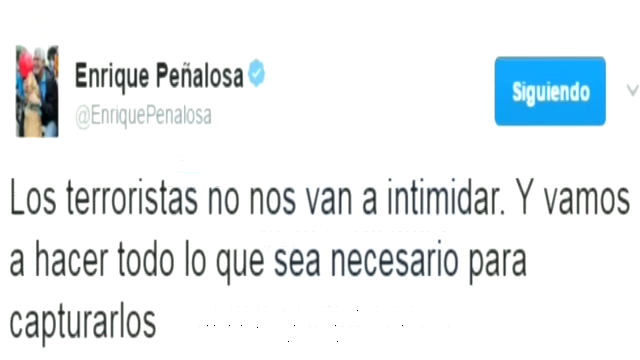 Enrique Peñalosa
@EnriquePenalosa
Siguiendo
Los terroristas no nos van a intimidar. Y vamos
a hacer todo lo que sea necesario para
capturarlos